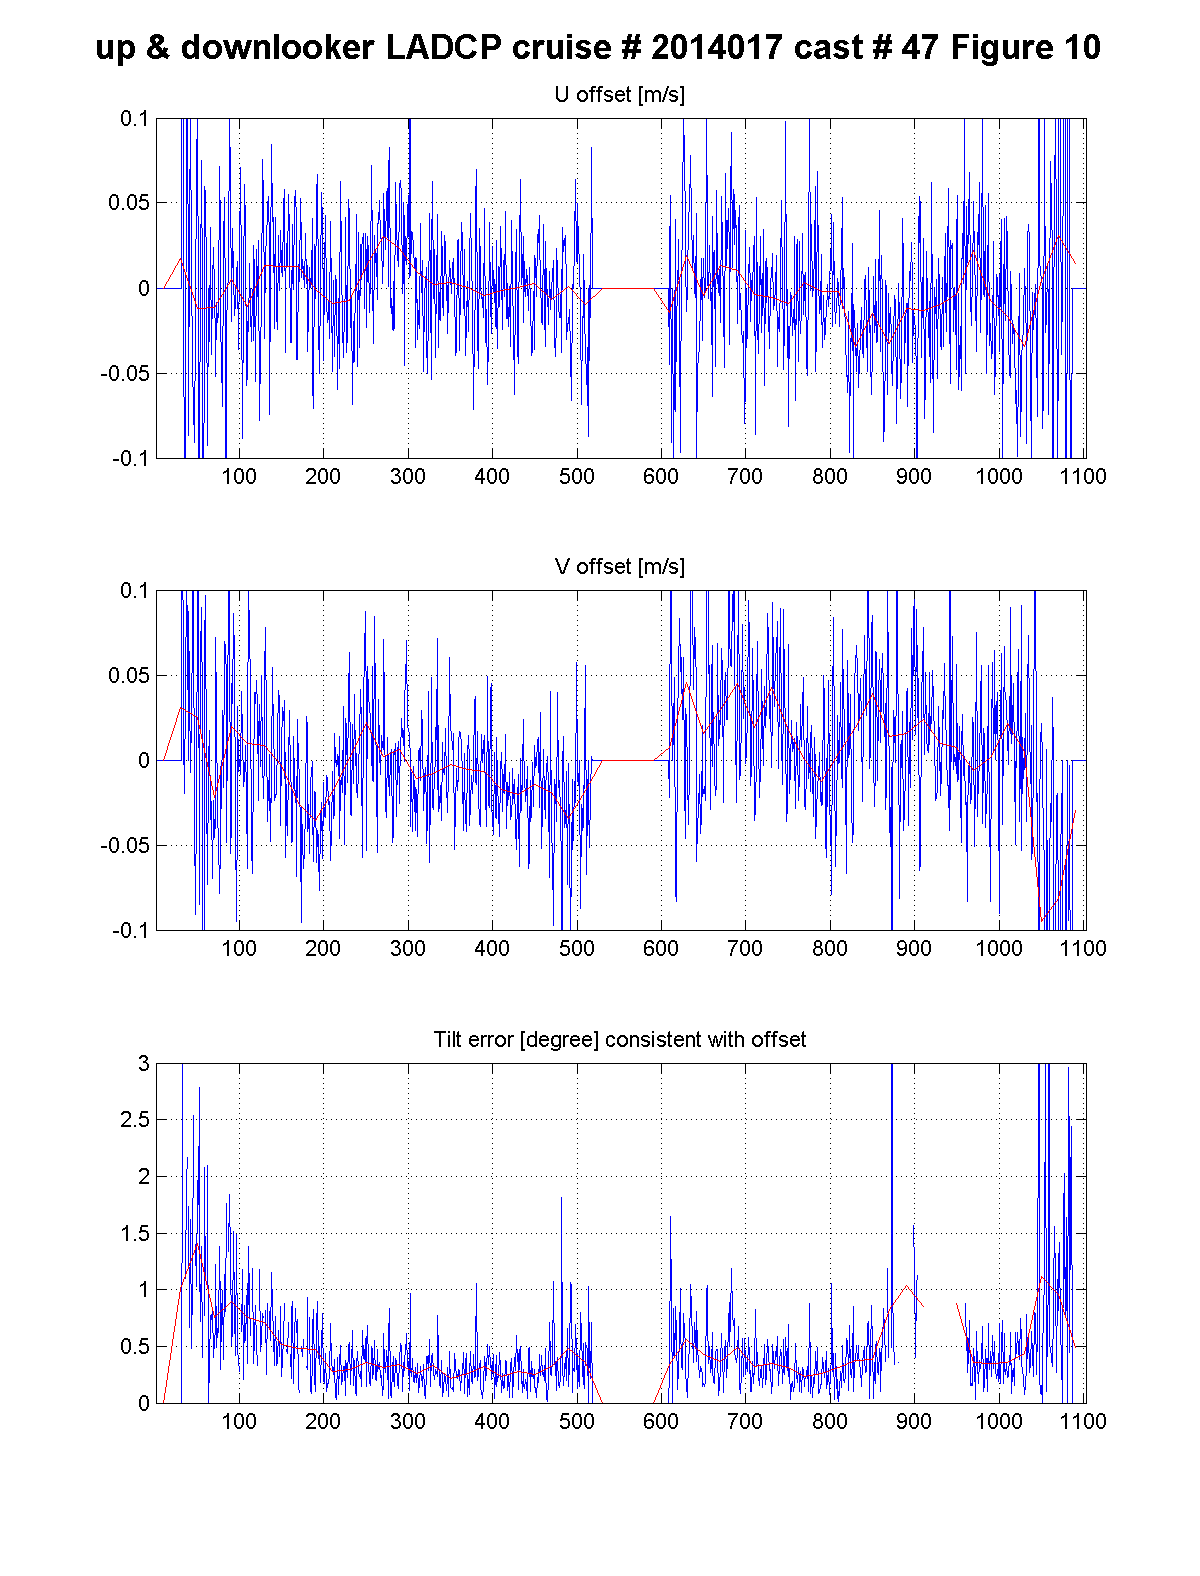 up & downlooker LADCP cruise # 2014017 cast # 47 Figure 10
U offset [m/s]
0.1
0.05
0
-0.05
-0.1
100 200 300 400 500 600 700 800 900 1000 1100
V offset [m/s]
0.1
0.05
0
-0.05
-0.1
100 200 300 400 500 600 700 800 900 1000 1100
Tilt error [degree] consistent with offset
3
2.5
2
1.5
1
0.5
0
100 200 300 400 500 600 700 800 900 1000 1100